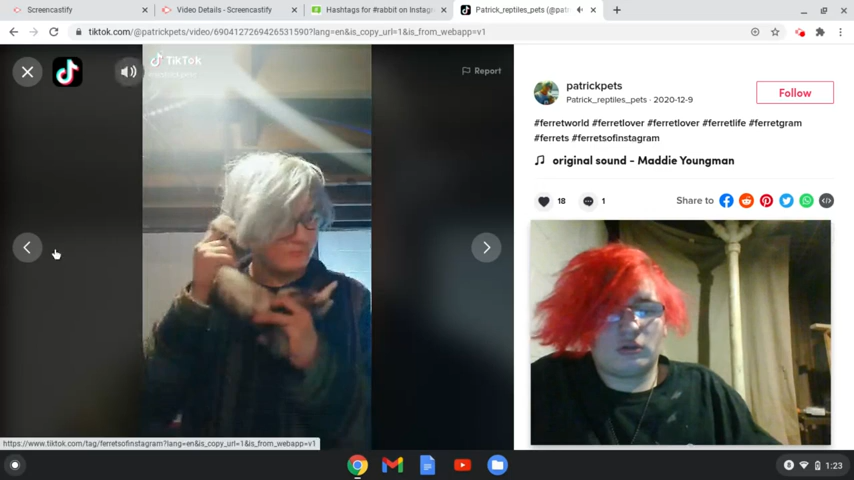 Screencastify
Video Details - Screencastify
Hashtags for #rabbit on Instag
Patrick_reptiles_pets (@pat
tiktok.com/@patrickpets/video/6904127269426531590?lang=en&is_copy_url=1&is_from_webapp=v1
TikTok
Report
patrickpets
Patrick_reptiles_pets · 2020-12-9
Follow
#ferretworld #ferretlover #ferretlover #ferretlife #ferretgram
#ferrets #ferretsofinstagram
original sound - Maddie Youngman
18
1
Share to
https://www.tiktok.com/tag/ferretsofinstagram?lang=en&is_copy_url=1&is_from_webapp=v1
1:23